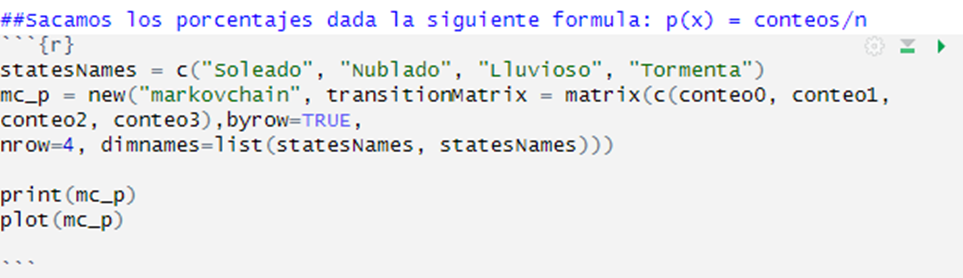 ##Sacamos los porcentajes dada la siguiente formula: p(x) = conteos/n
```{r}
statesNames = c("Soleado", "Nublado", "Lluvioso", "Tormenta")
mc_p = new("markovchain", transitionMatrix = matrix(c(conteo0, conteo1,
conteo2, conteo3),byrow=TRUE,
nrow=4, dimnames=list(statesNames, statesNames)))
print(mc_p)
plot(mc_p)
```